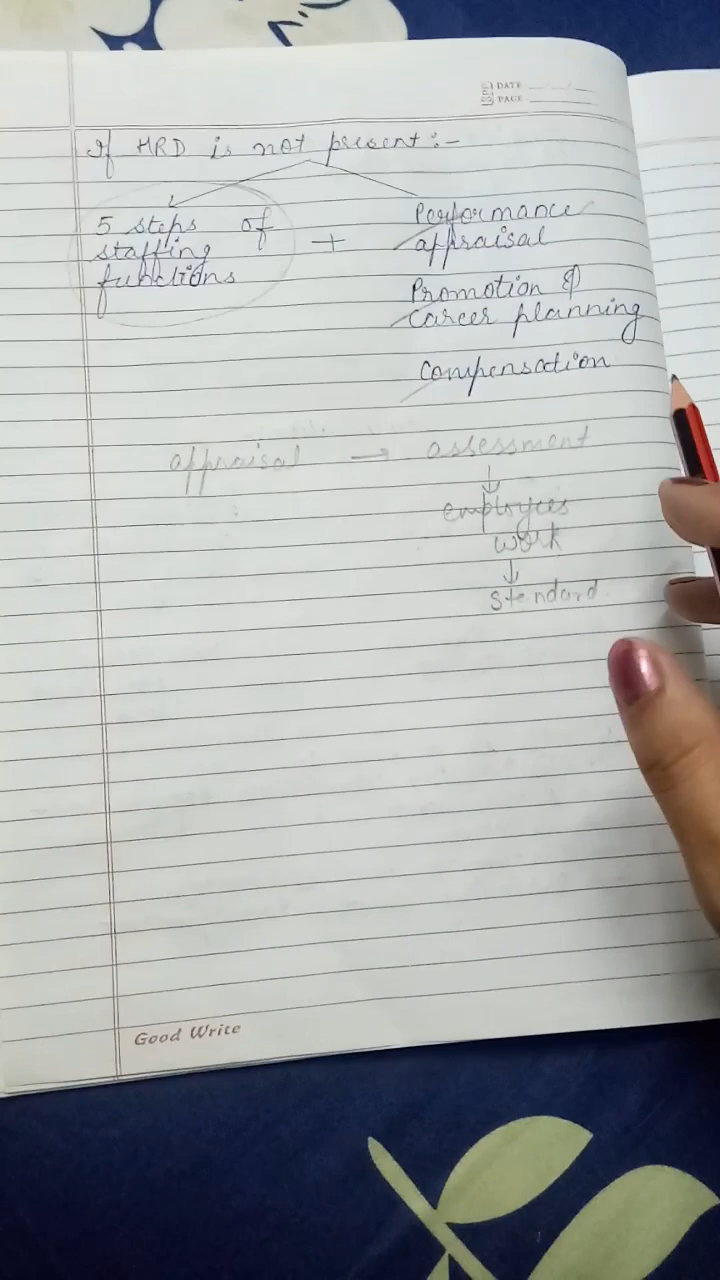 DATE
PAGE
If HRD is not present :-
5 steps of
staffing
functions
+
Performance
appraisal
Promotion &
career planning
Compensation
appraisal → assessment
↓
employees
work
↓
standard
Good Write